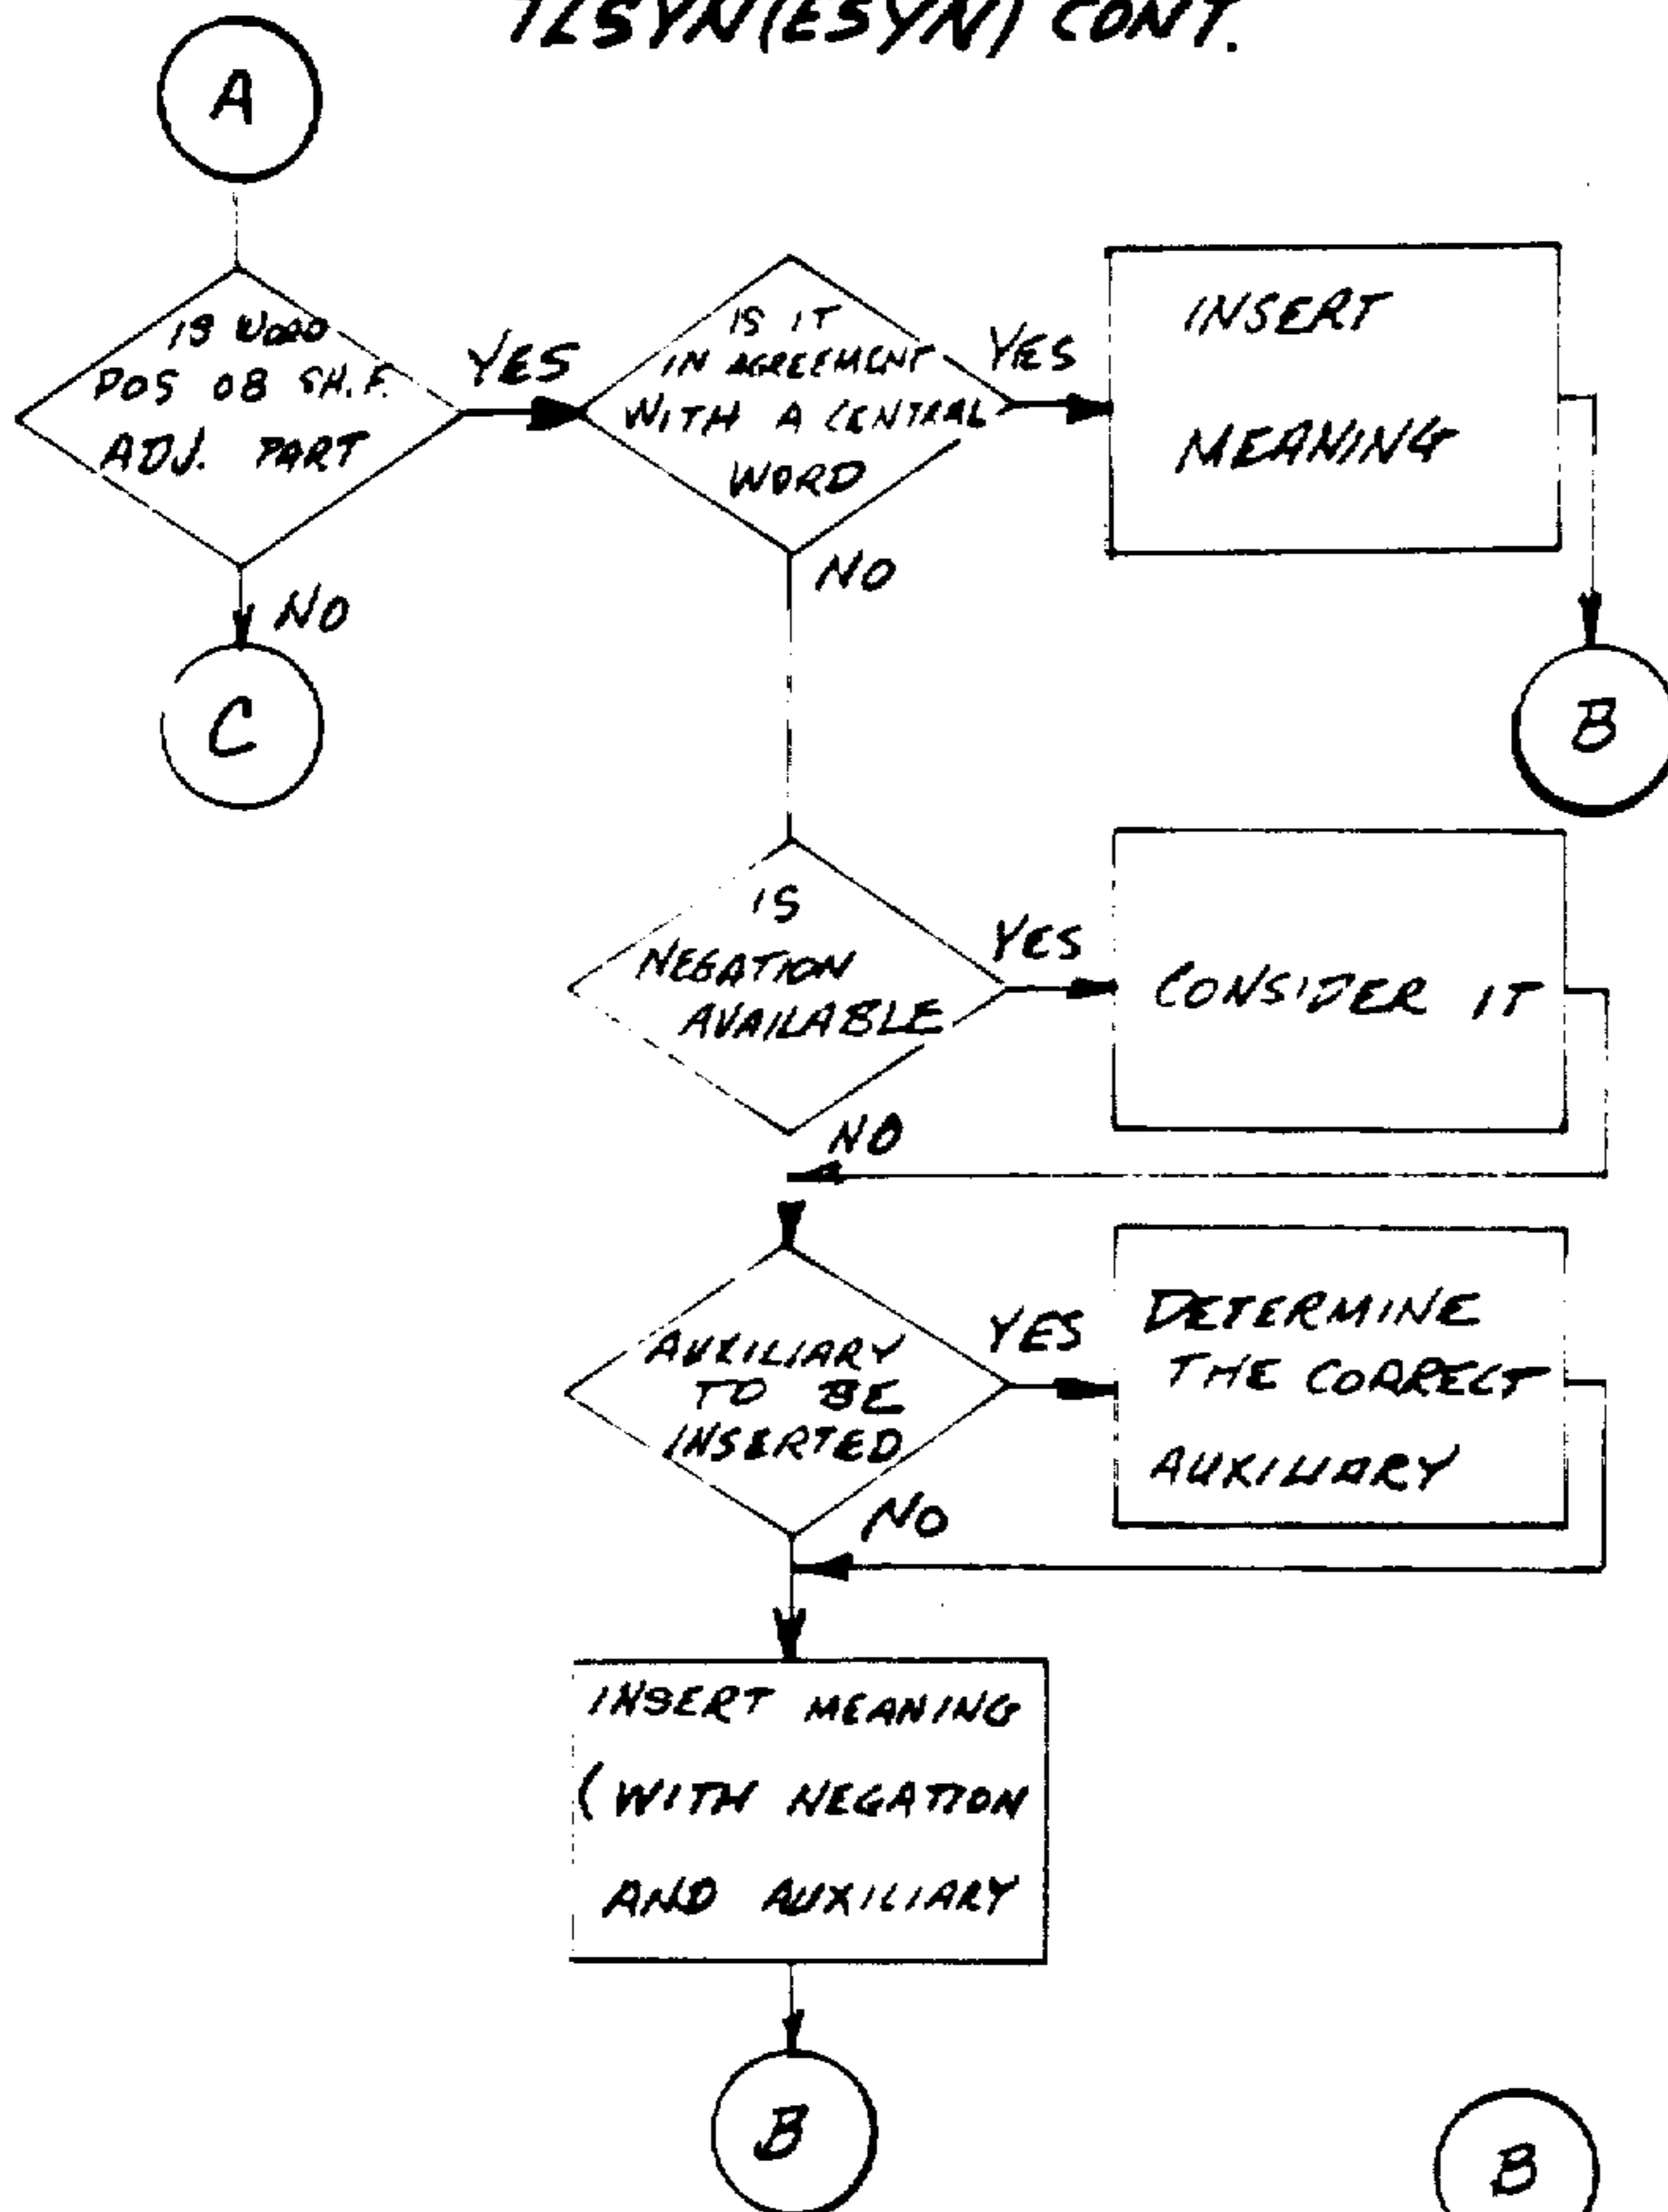 TLSYN(ESYN) CONT.
A
IS WORD
POS 08 SH.F.
ADJ. PART
YES
IS IT
IN AGREEMENT
WITH A CENTRAL
WORD
YES
INSERT
MEANING
NO
C
NO
B
IS
NEGATION
AVAILABLE
YES
CONSIDER IT
NO
AUXILIARY
TO BE
INSERTED
YES
DETERMINE
THE CORRECT
AUXILIARY
NO
INSERT MEANING
(WITH NEGATION
AND AUXILIARY
B
B